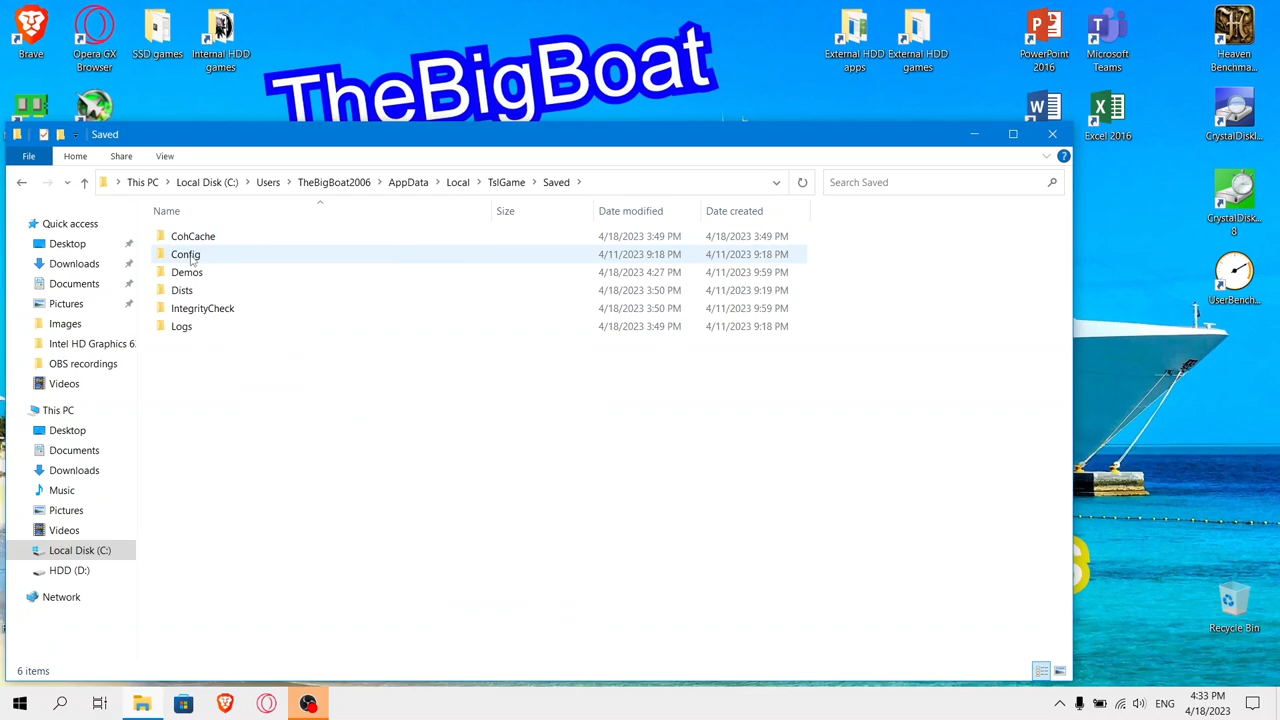 Brave
Opera GX
Browser
SSD games
Internal HDD
games
TheBigBoat
External HDD
apps
External HDD
games
PowerPoint
2016
Microsoft
Teams
Heaven
Benchma...
Excel 2016
CrystalDiskI...
CrystalDisk...
8
UserBench...
Recycle Bin
Saved
File
Home
Share
View
This PC
Local Disk (C:)
Users
TheBigBoat2006
AppData
Local
TslGame
Saved
Search Saved
Name
Size
Date modified
Date created
CohCache 4/18/2023 3:49 PM 4/18/2023 3:49 PM
Config 4/11/2023 9:18 PM 4/11/2023 9:18 PM
Demos 4/18/2023 4:27 PM 4/11/2023 9:59 PM
Dists 4/18/2023 3:50 PM 4/11/2023 9:19 PM
IntegrityCheck 4/18/2023 3:50 PM 4/11/2023 9:59 PM
Logs 4/18/2023 3:49 PM 4/11/2023 9:18 PM
Quick access
Desktop
Downloads
Documents
Pictures
Images
Intel HD Graphics 6
OBS recordings
Videos
This PC
Desktop
Documents
Downloads
Music
Pictures
Videos
Local Disk (C:)
HDD (D:)
Network
6 items
ENG
4:33 PM
4/18/2023